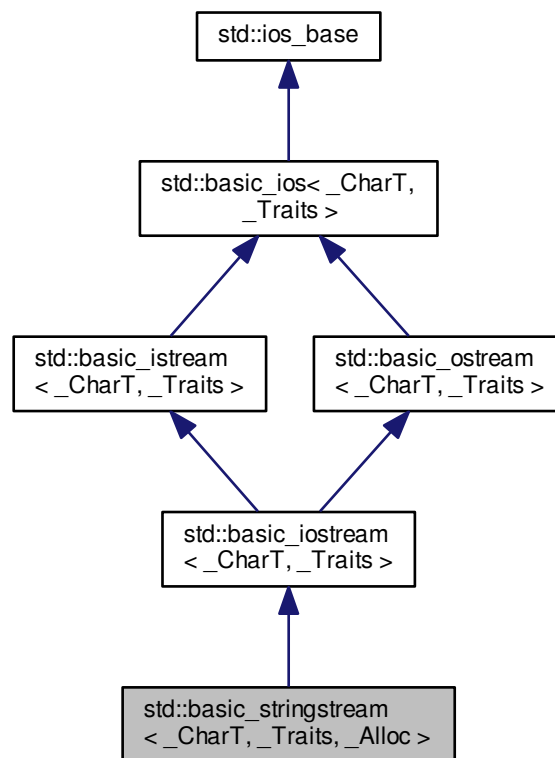 std::ios_base
std::basic_ios< _CharT,
_Traits >
std::basic_istream
< _CharT, _Traits >
std::basic_ostream
< _CharT, _Traits >
std::basic_iostream
< _CharT, _Traits >
std::basic_stringstream
< _CharT, _Traits, _Alloc >